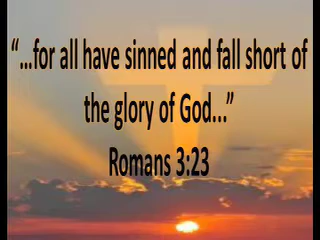 “...for all have sinned and fall short of
the glory of God...”
Romans 3:23